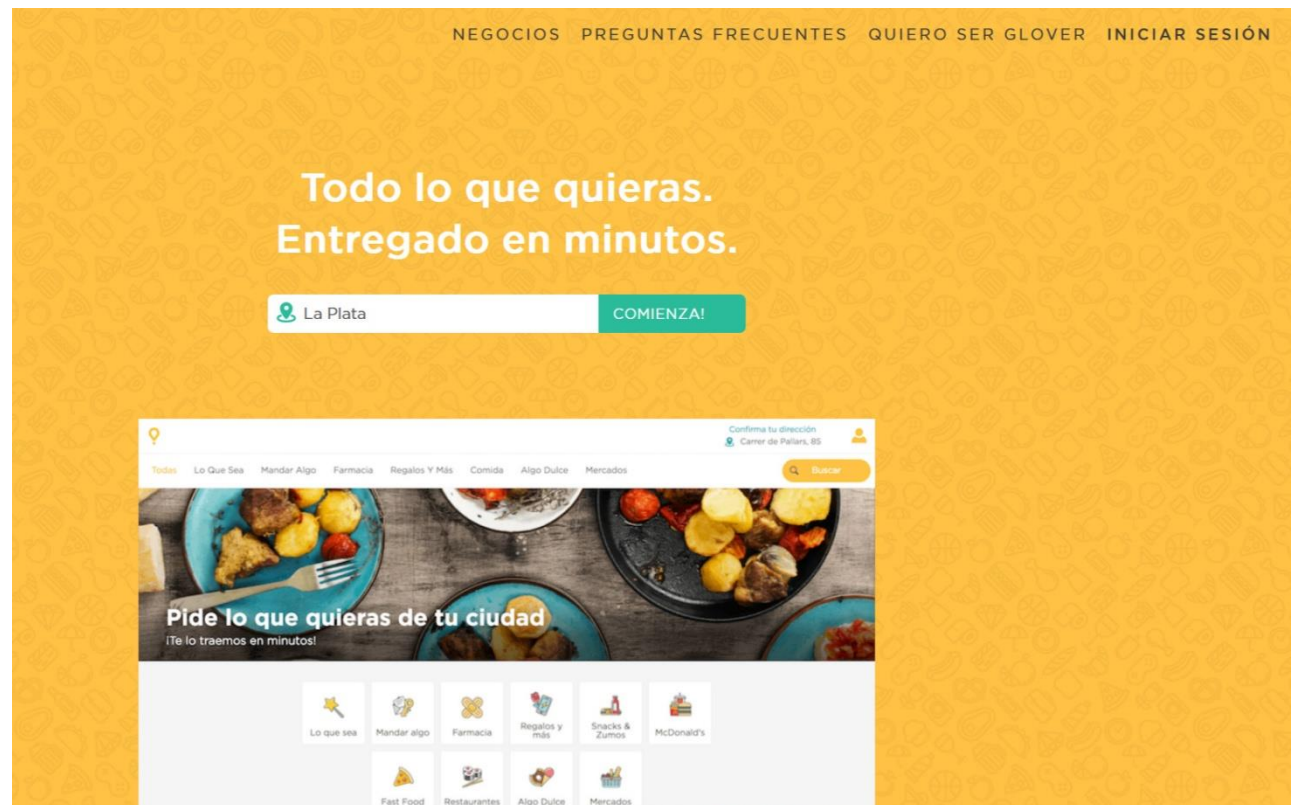 NEGOCIOS PREGUNTAS FRECUENTES QUIERO SER GLOVER INICIAR SESIÓN
Todo lo que quieras.
Entregado en minutos.
La Plata COMIENZA!
Confirma tu dirección
Carrer de Pallars, 85
Todas Lo Que Sea Mandar Algo Farmacia Regalos Y Más Comida Algo Dulce Mercados Buscar
Pide lo que quieras de tu ciudad
¡Te lo traemos en minutos!
Lo que sea Mandar algo Farmacia Regalos y más Snacks & Zumos McDonald's
Fast Food Restaurantes Algo Dulce Mercados